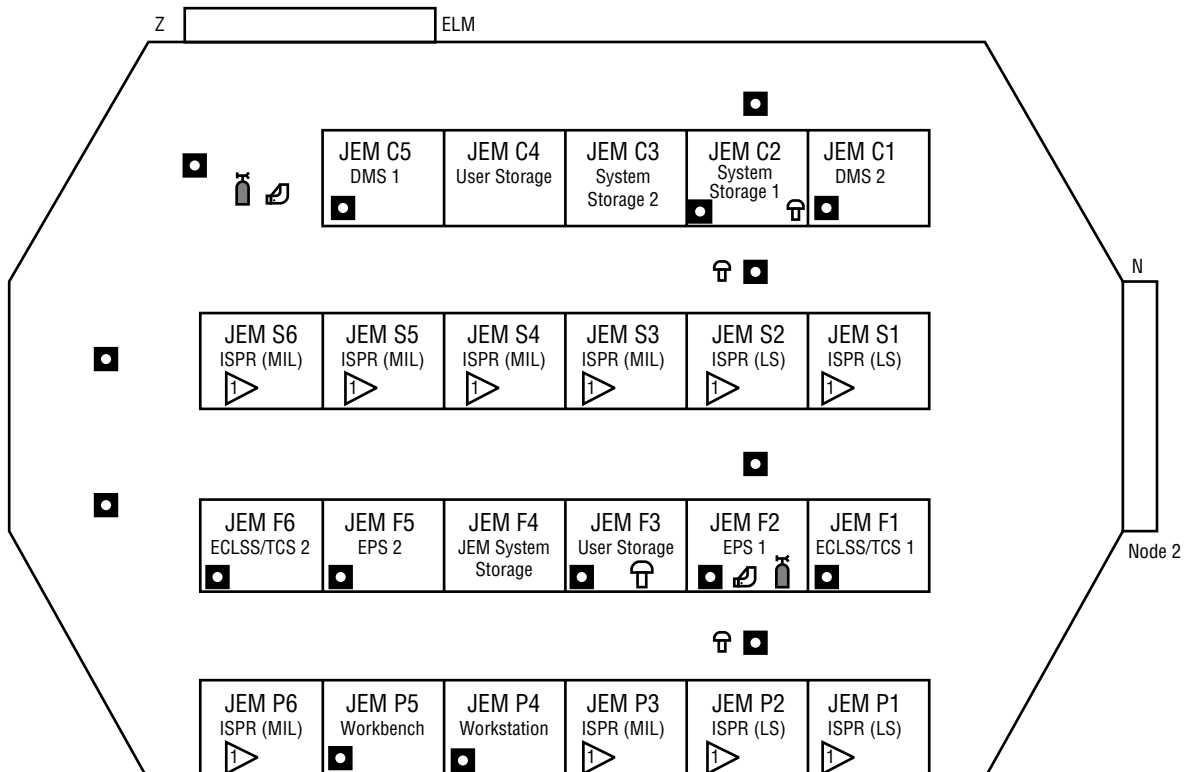 Z
ELM
JEM C5
DMS 1
JEM C4
User Storage
JEM C3
System
Storage 2
JEM C2
System
Storage 1
JEM C1
DMS 2
N
JEM S6
ISPR (MIL)
1
JEM S5
ISPR (MIL)
1
JEM S4
ISPR (MIL)
1
JEM S3
ISPR (MIL)
1
JEM S2
ISPR (LS)
1
JEM S1
ISPR (LS)
1
JEM F6
ECLSS/TCS 2
JEM F5
EPS 2
JEM F4
JEM System
Storage
JEM F3
User Storage
JEM F2
EPS 1
JEM F1
ECLSS/TCS 1
Node 2
JEM P6
ISPR (MIL)
1
JEM P5
Workbench
JEM P4
Workstation
JEM P3
ISPR (MIL)
1
JEM P2
ISPR (LS)
1
JEM P1
ISPR (LS)
1